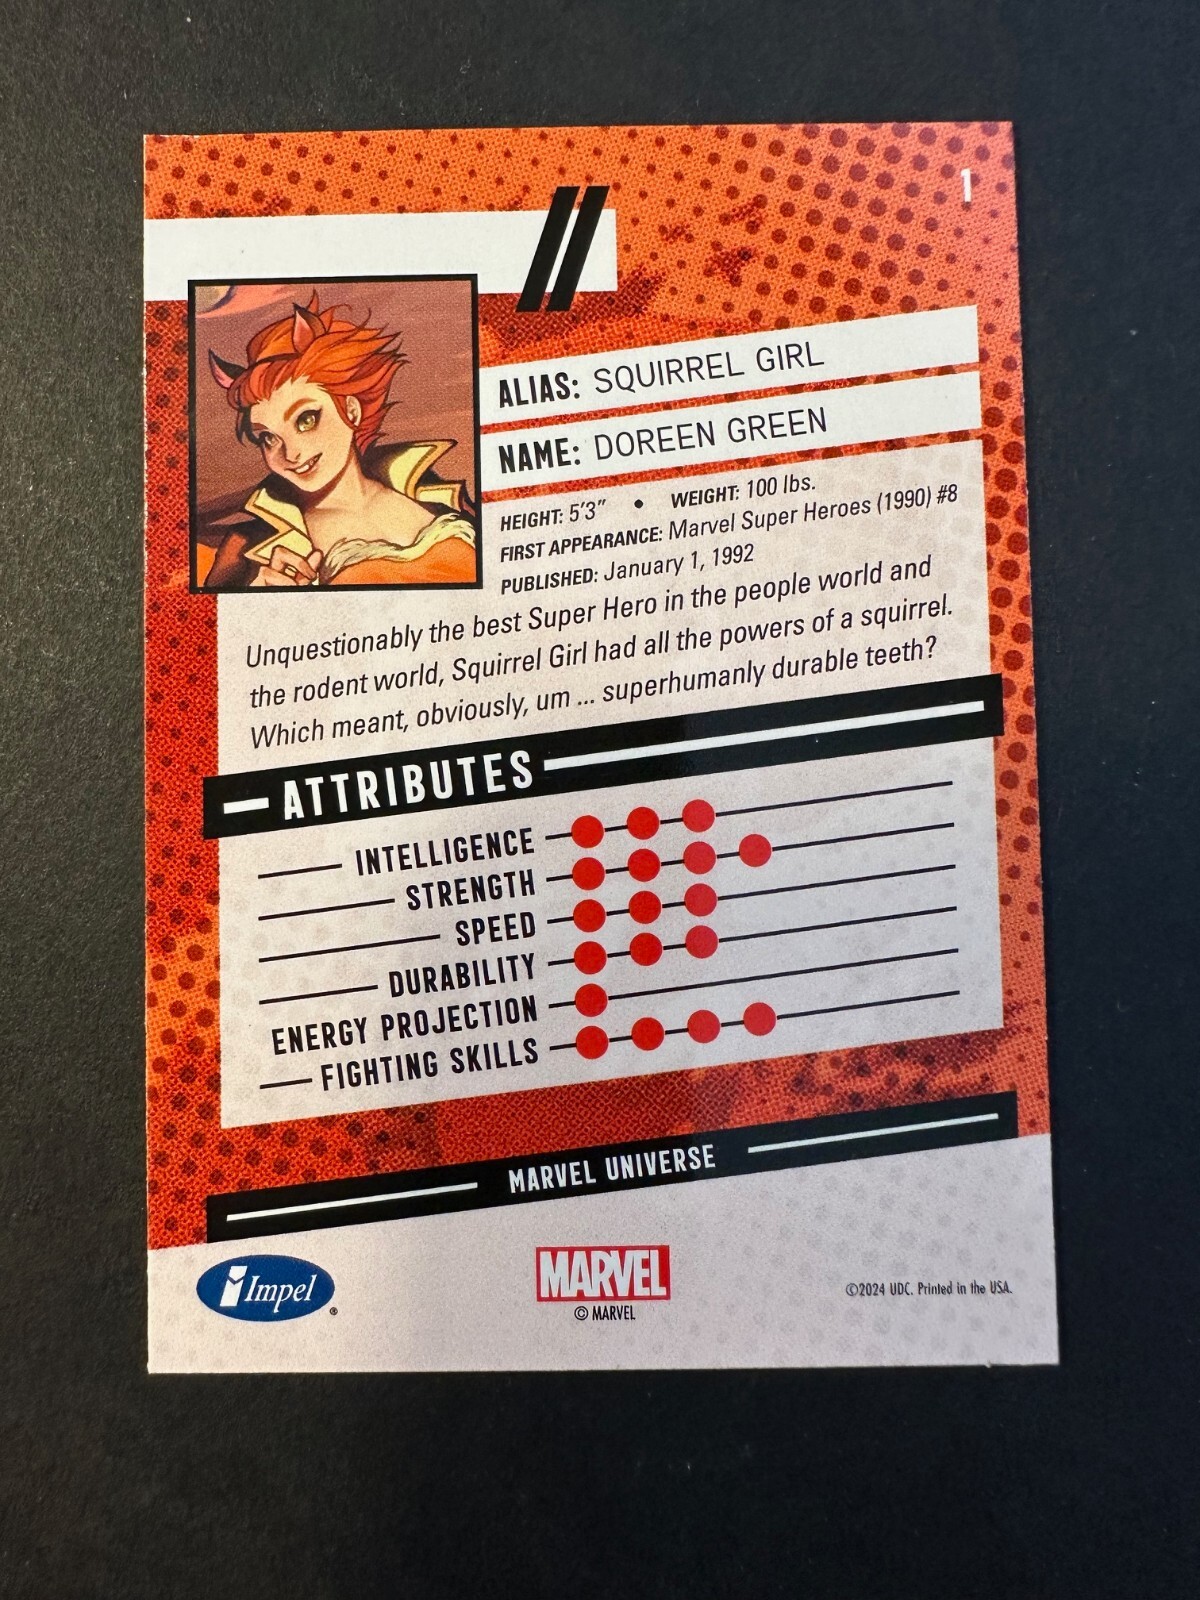 1
ALIAS: SQUIRREL GIRL
NAME: DOREEN GREEN
HEIGHT: 5'3" • WEIGHT: 100 lbs.
FIRST APPEARANCE: Marvel Super Heroes (1990) #8
PUBLISHED: January 1, 1992
Unquestionably the best Super Hero in the people world and
the rodent world, Squirrel Girl had all the powers of a squirrel.
Which meant, obviously, um ... superhumanly durable teeth?
ATTRIBUTES
INTELLIGENCE
STRENGTH
SPEED
DURABILITY
ENERGY PROJECTION
FIGHTING SKILLS
MARVEL UNIVERSE
Impel®
MARVEL
© MARVEL
©2024 UDC. Printed in the USA.